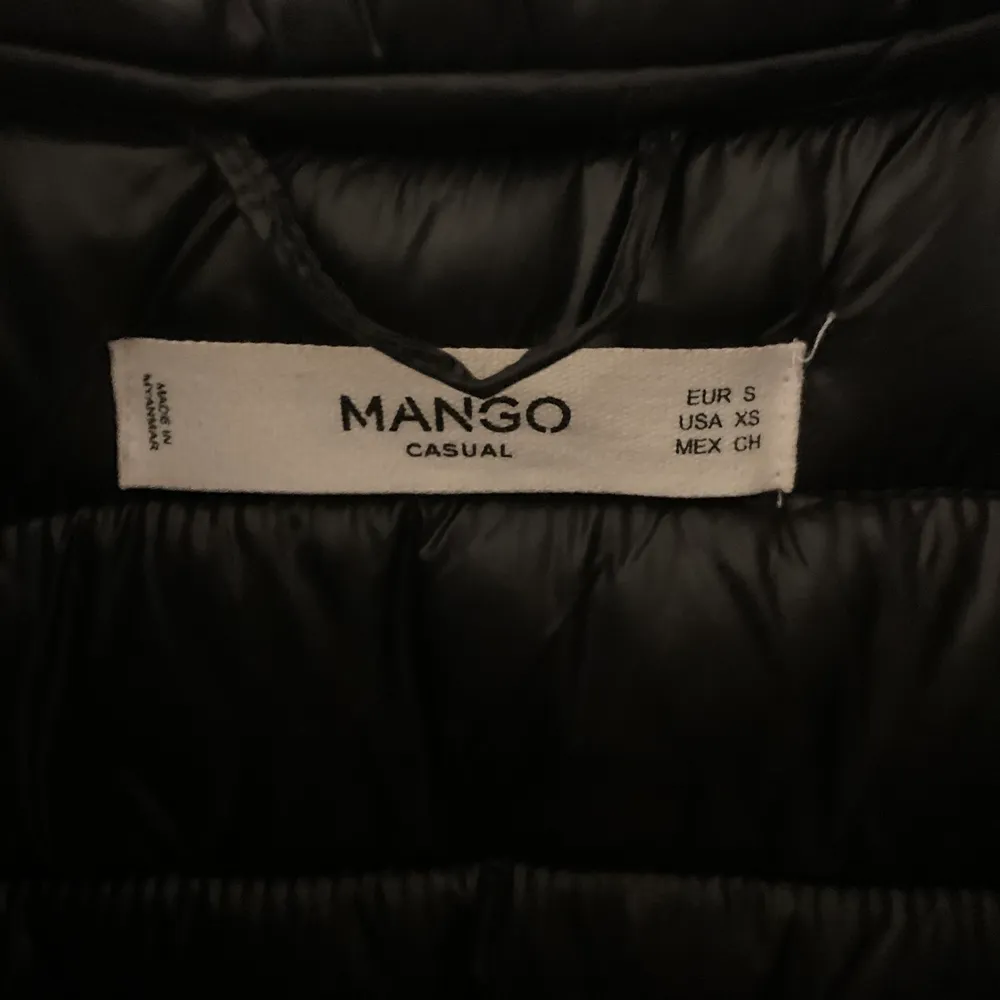 MADE IN
MYANMAR
MANGO
CASUAL
EUR S
USA XS
MEX CH